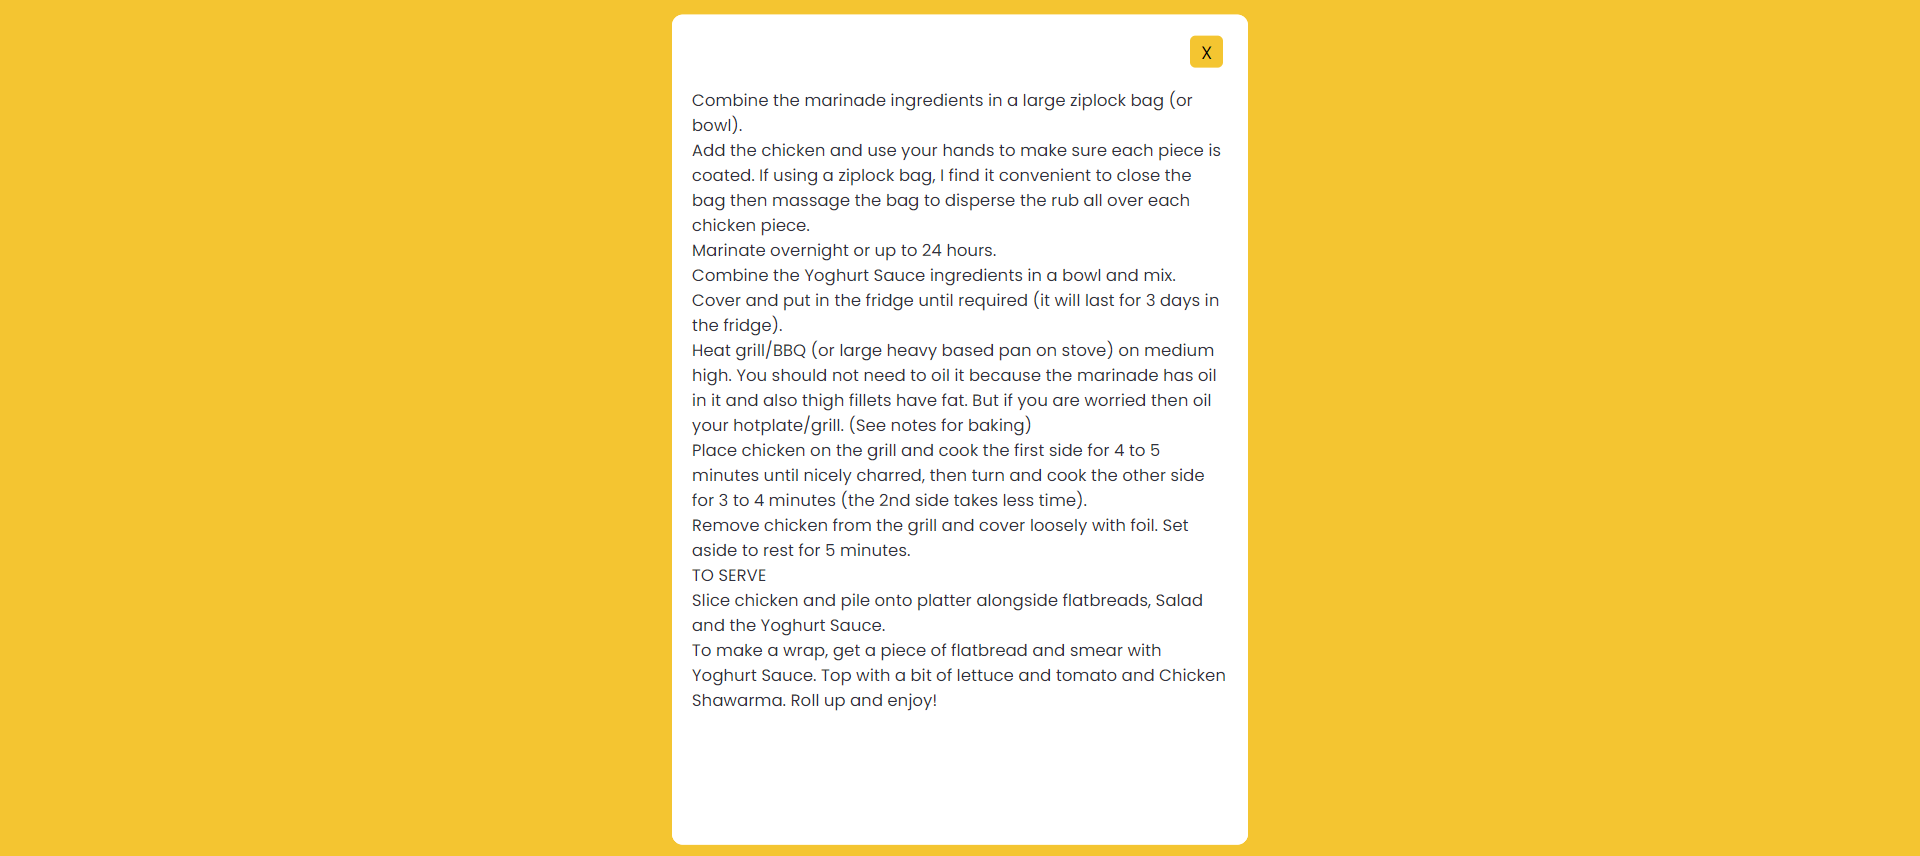 X
Combine the marinade ingredients in a large ziplock bag (or
bowl).
Add the chicken and use your hands to make sure each piece is
coated. If using a ziplock bag, I find it convenient to close the
bag then massage the bag to disperse the rub all over each
chicken piece.
Marinate overnight or up to 24 hours.
Combine the Yoghurt Sauce ingredients in a bowl and mix.
Cover and put in the fridge until required (it will last for 3 days in
the fridge).
Heat grill/BBQ (or large heavy based pan on stove) on medium
high. You should not need to oil it because the marinade has oil
in it and also thigh fillets have fat. But if you are worried then oil
your hotplate/grill. (See notes for baking)
Place chicken on the grill and cook the first side for 4 to 5
minutes until nicely charred, then turn and cook the other side
for 3 to 4 minutes (the 2nd side takes less time).
Remove chicken from the grill and cover loosely with foil. Set
aside to rest for 5 minutes.
TO SERVE
Slice chicken and pile onto platter alongside flatbreads, Salad
and the Yoghurt Sauce.
To make a wrap, get a piece of flatbread and smear with
Yoghurt Sauce. Top with a bit of lettuce and tomato and Chicken
Shawarma. Roll up and enjoy!